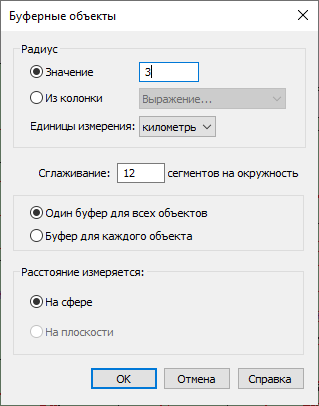 Буферные объекты
Радиус
Значение 3
Из колонки Выражение...
Единицы измерения: километры
Сглаживание: 12 сегментов на окружность
Один буфер для всех объектов
Буфер для каждого объекта
Расстояние измеряется:
На сфере
На плоскости
OK Отмена Справка